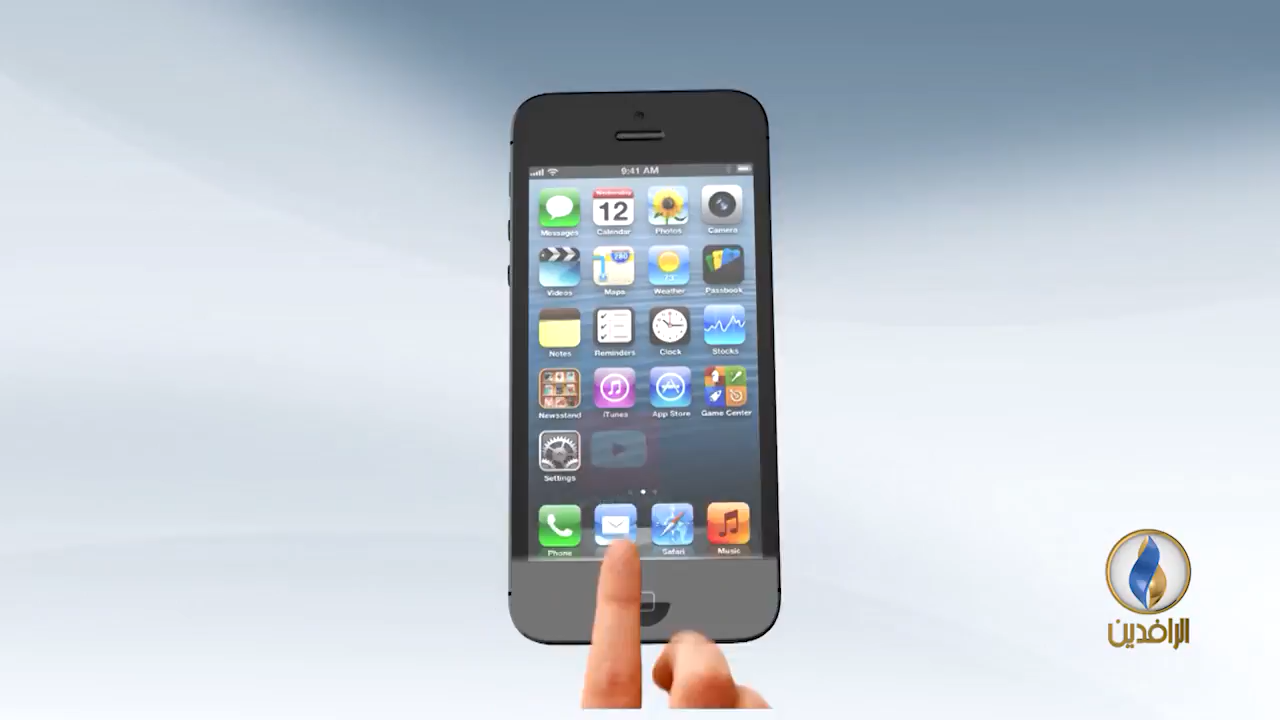 9:41 AM
Wednesday
12
Messages
Calendar
Photos
Camera
280
73°
Videos
Maps
Weather
Passbook
Notes
Reminders
Clock
Stocks
Newsstand
iTunes
App Store
Game Center
Settings
Phone
Safari
Music
الرافدين